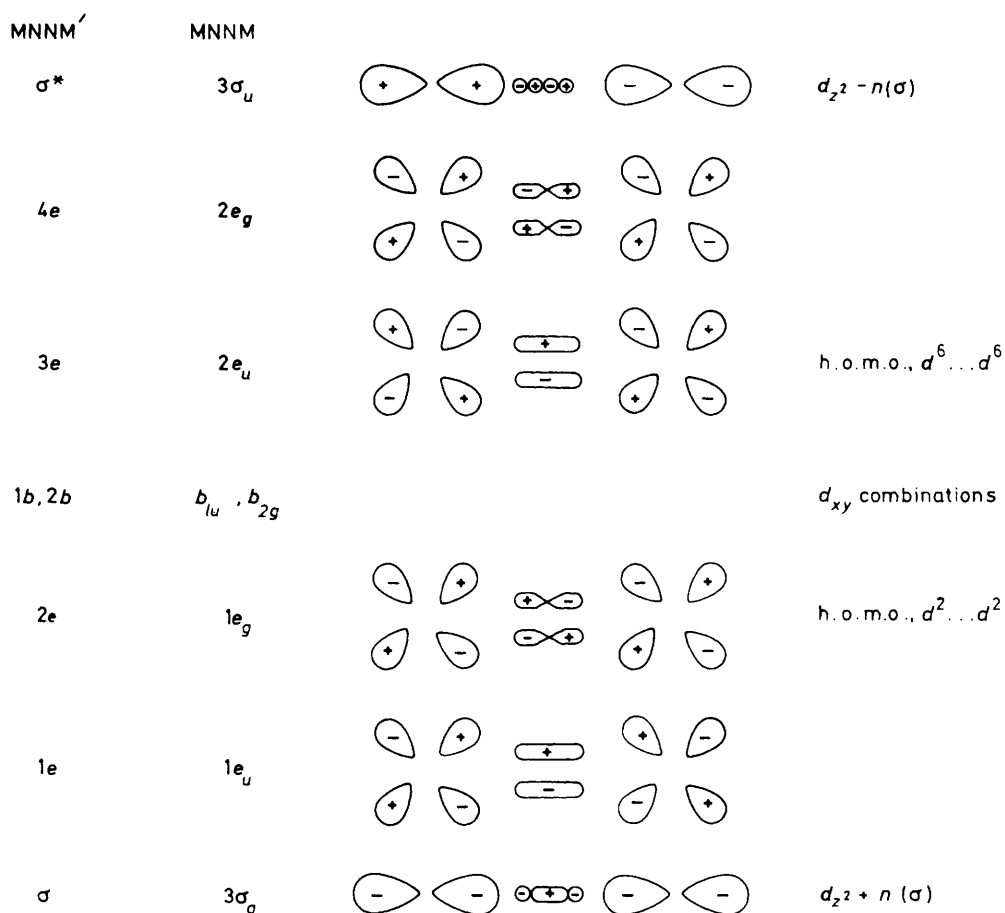 MNNM′ MNNM
σ* 3σu + + − + − + − − dz2 − n(σ)
− + − + − +
4e 2eg
+ − + − + −
+ − + − +
3e 2eu h.o.m.o., d6...d6
− + − + −
1b, 2b b1u , b2g dxy combinations
− + + − − +
2e 1eg h.o.m.o., d2...d2
+ − − + + −
− + + + −
1e 1eu
+ − − − +
σ 3σg − − − + − − − dz2 + n (σ)